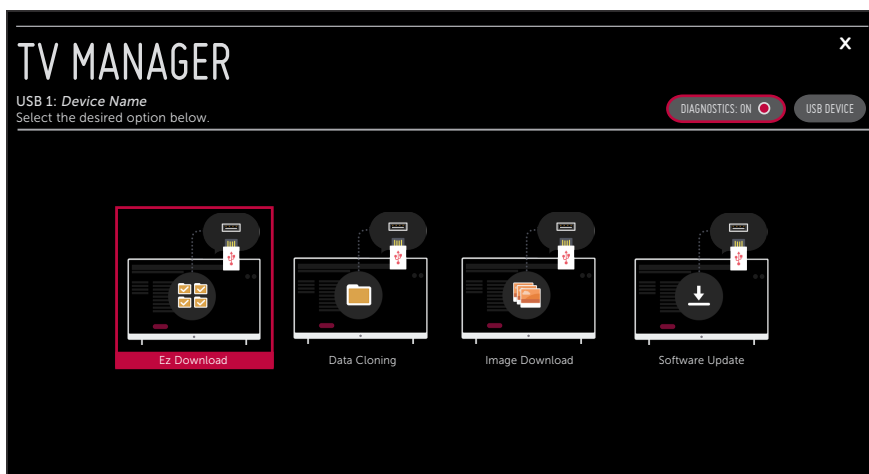 X
TV MANAGER
USB 1: Device Name
Select the desired option below.
DIAGNOSTICS: ON
USB DEVICE
Ez Download
Data Cloning
Image Download
Software Update